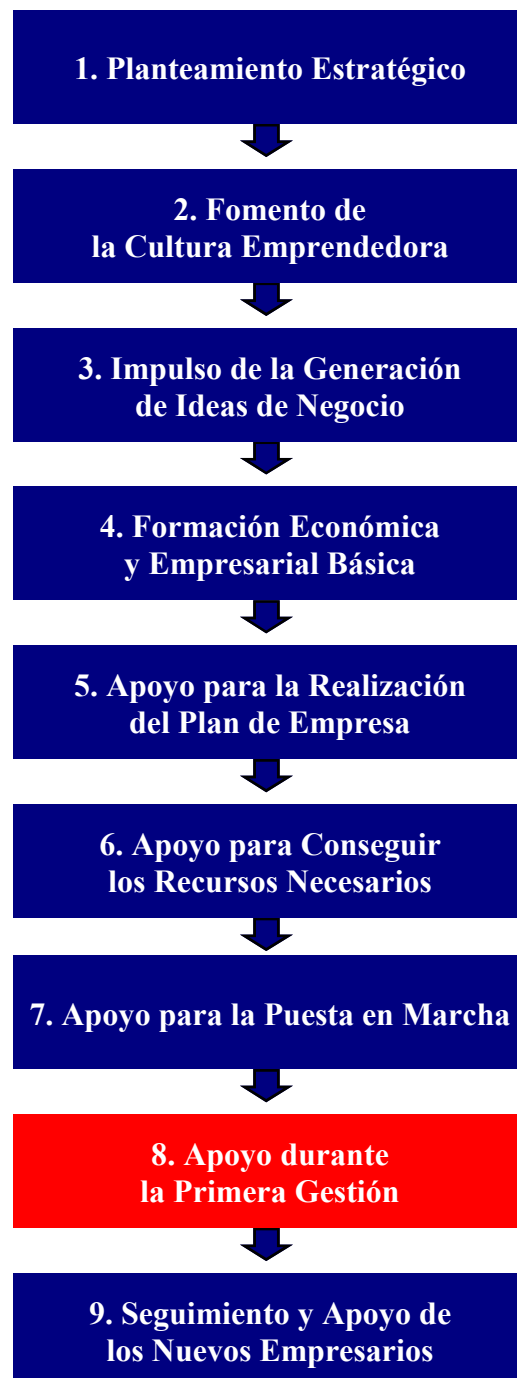 1. Planteamiento Estratégico
2. Fomento de
la Cultura Emprendedora
3. Impulso de la Generación
de Ideas de Negocio
4. Formación Económica
y Empresarial Básica
5. Apoyo para la Realización
del Plan de Empresa
6. Apoyo para Conseguir
los Recursos Necesarios
7. Apoyo para la Puesta en Marcha
8. Apoyo durante
la Primera Gestión
9. Seguimiento y Apoyo de
los Nuevos Empresarios